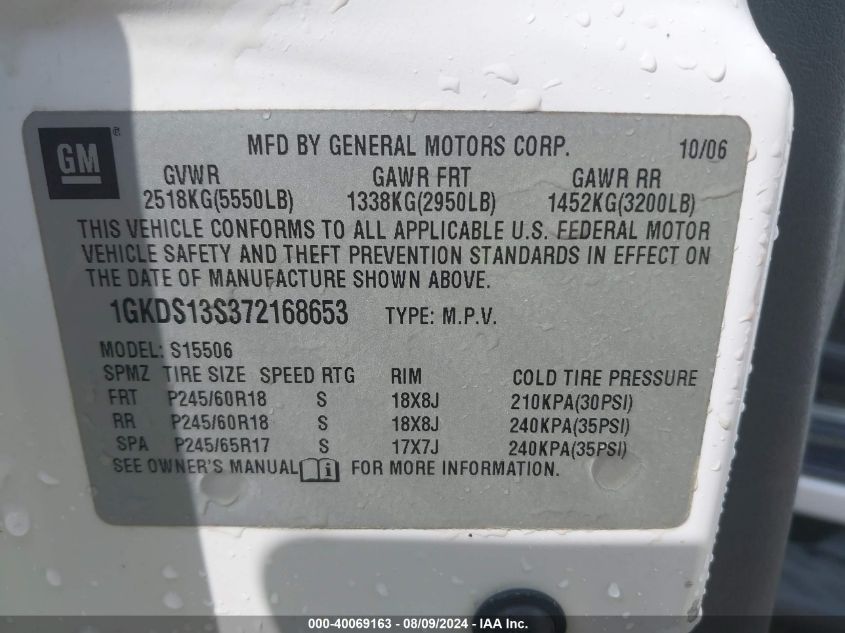 GM ®
MFD BY GENERAL MOTORS CORP. 10/06
GVWR GAWR FRT GAWR RR
2518KG(5550LB) 1338KG(2950LB) 1452KG(3200LB)
THIS VEHICLE CONFORMS TO ALL APPLICABLE U.S. FEDERAL MOTOR
VEHICLE SAFETY AND THEFT PREVENTION STANDARDS IN EFFECT ON
THE DATE OF MANUFACTURE SHOWN ABOVE.
1GKDS13S372168653 TYPE: M.P.V.
MODEL: S15506
SPMZ TIRE SIZE SPEED RTG RIM COLD TIRE PRESSURE
FRT P245/60R18 S 18X8J 210KPA(30PSI)
RR P245/60R18 S 18X8J 240KPA(35PSI)
SPA P245/65R17 S 17X7J 240KPA(35PSI)
SEE OWNER'S MANUAL i FOR MORE INFORMATION.
000-40069163 - 08/09/2024 - IAA Inc.